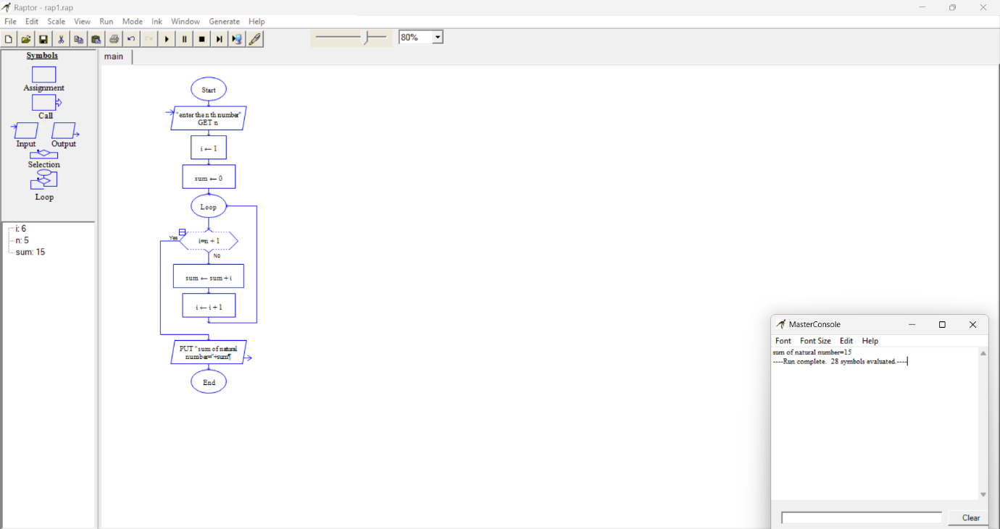 Raptor - rap1.rap
File Edit Scale View Run Mode Ink Window Generate Help
80%
Symbols
Assignment
Call
Input Output
Selection
Loop
i: 6
n: 5
sum: 15
main
Start
"enter the n th number"
GET n
i ← 1
sum ← 0
Loop
Yes
i=n + 1
No
sum ← sum + i
i ← i + 1
PUT "sum of natural
number="+sum¶
End
MasterConsole
Font Font Size Edit Help
sum of natural number=15
----Run complete. 28 symbols evaluated.----
Clear